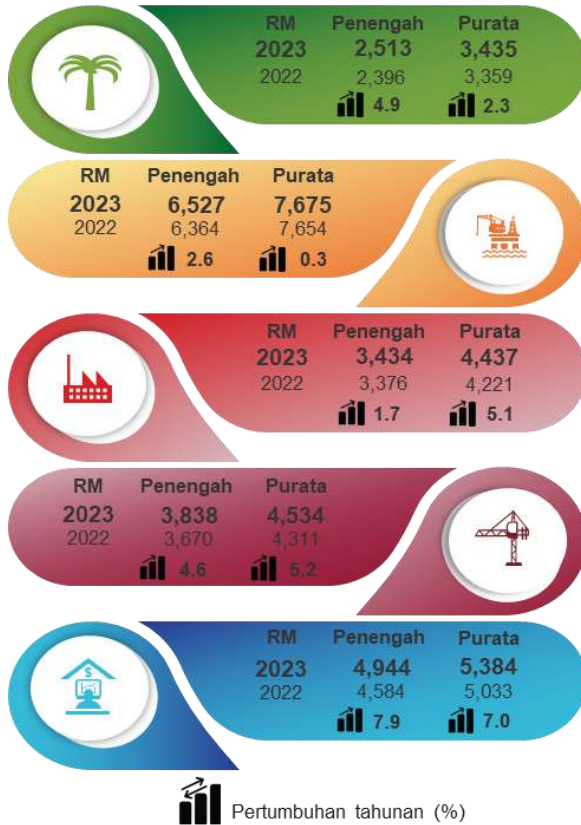 RM Penengah Purata
2023 2,513 3,435
2022 2,396 3,359
4.9 2.3
RM Penengah Purata
2023 6,527 7,675
2022 6,364 7,654
2.6 0.3
RM Penengah Purata
2023 3,434 4,437
2022 3,376 4,221
1.7 5.1
RM Penengah Purata
2023 3,838 4,534
2022 3,670 4,311
4.6 5.2
$
RM Penengah Purata
2023 4,944 5,384
2022 4,584 5,033
7.9 7.0
Pertumbuhan tahunan (%)